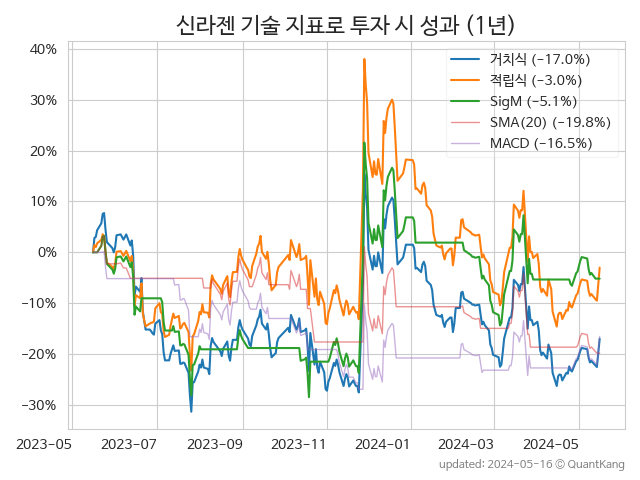 신라젠 기술 지표로 투자 시 성과 (1년)
40%
30%
20%
10%
0%
−10%
−20%
−30%
거치식 (−17.0%)
적립식 (−3.0%)
SigM (−5.1%)
SMA(20) (−19.8%)
MACD (−16.5%)
2023-05
2023-07
2023-09
2023-11
2024-01
2024-03
2024-05
updated: 2024-05-16 © QuantKang